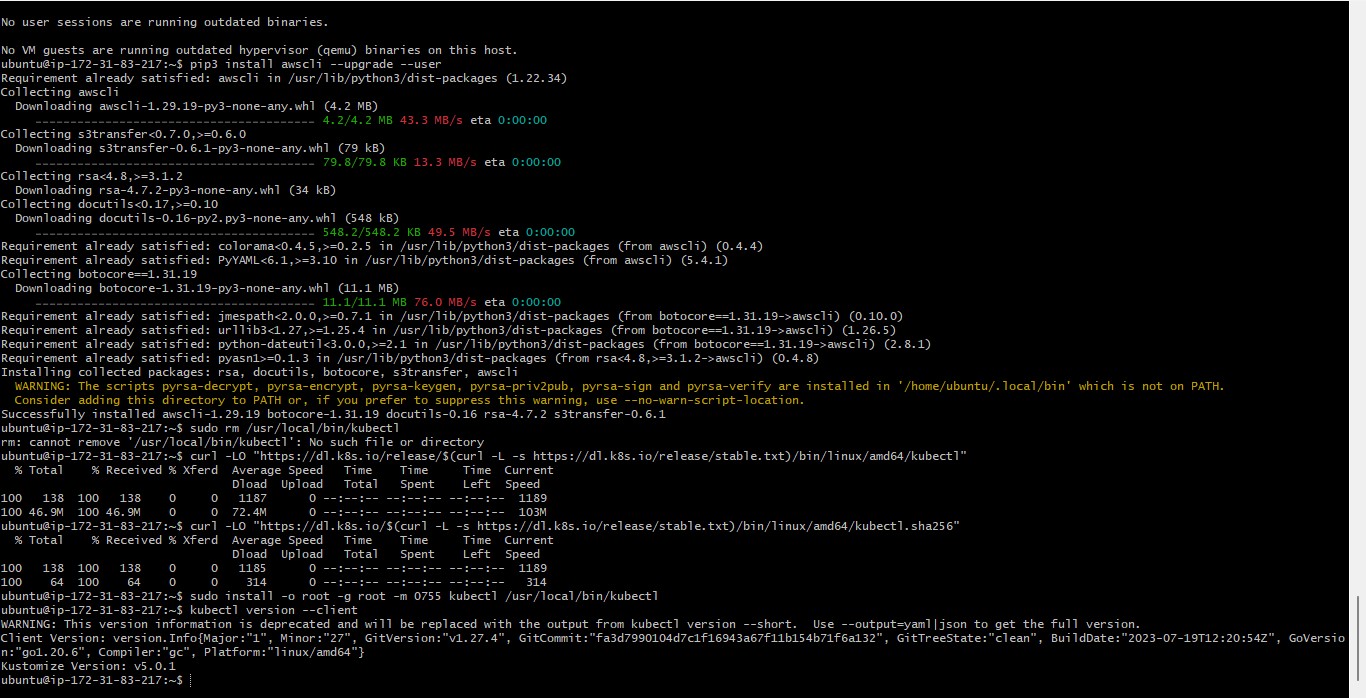 No user sessions are running outdated binaries.
No VM guests are running outdated hypervisor (qemu) binaries on this host.
ubuntu@ip-172-31-83-217:~$ pip3 install awscli --upgrade --user
Requirement already satisfied: awscli in /usr/lib/python3/dist-packages (1.22.34)
Collecting awscli
  Downloading awscli-1.29.19-py3-none-any.whl (4.2 MB)
     ---------------------------------------- 4.2/4.2 MB 43.3 MB/s eta 0:00:00
Collecting s3transfer<0.7.0,>=0.6.0
  Downloading s3transfer-0.6.1-py3-none-any.whl (79 kB)
     ---------------------------------------- 79.8/79.8 KB 13.3 MB/s eta 0:00:00
Collecting rsa<4.8,>=3.1.2
  Downloading rsa-4.7.2-py3-none-any.whl (34 kB)
Collecting docutils<0.17,>=0.10
  Downloading docutils-0.16-py2.py3-none-any.whl (548 kB)
     ---------------------------------------- 548.2/548.2 KB 49.5 MB/s eta 0:00:00
Requirement already satisfied: colorama<0.4.5,>=0.2.5 in /usr/lib/python3/dist-packages (from awscli) (0.4.4)
Requirement already satisfied: PyYAML<6.1,>=3.10 in /usr/lib/python3/dist-packages (from awscli) (5.4.1)
Collecting botocore==1.31.19
  Downloading botocore-1.31.19-py3-none-any.whl (11.1 MB)
     ---------------------------------------- 11.1/11.1 MB 76.0 MB/s eta 0:00:00
Requirement already satisfied: jmespath<2.0.0,>=0.7.1 in /usr/lib/python3/dist-packages (from botocore==1.31.19->awscli) (0.10.0)
Requirement already satisfied: urllib3<1.27,>=1.25.4 in /usr/lib/python3/dist-packages (from botocore==1.31.19->awscli) (1.26.5)
Requirement already satisfied: python-dateutil<3.0.0,>=2.1 in /usr/lib/python3/dist-packages (from botocore==1.31.19->awscli) (2.8.1)
Requirement already satisfied: pyasn1>=0.1.3 in /usr/lib/python3/dist-packages (from rsa<4.8,>=3.1.2->awscli) (0.4.8)
Installing collected packages: rsa, docutils, botocore, s3transfer, awscli
  WARNING: The scripts pyrsa-decrypt, pyrsa-encrypt, pyrsa-keygen, pyrsa-priv2pub, pyrsa-sign and pyrsa-verify are installed in '/home/ubuntu/.local/bin' which is not on PATH.
  Consider adding this directory to PATH or, if you prefer to suppress this warning, use --no-warn-script-location.
Successfully installed awscli-1.29.19 botocore-1.31.19 docutils-0.16 rsa-4.7.2 s3transfer-0.6.1
ubuntu@ip-172-31-83-217:~$ sudo rm /usr/local/bin/kubectl
rm: cannot remove '/usr/local/bin/kubectl': No such file or directory
ubuntu@ip-172-31-83-217:~$ curl -LO "https://dl.k8s.io/release/$(curl -L -s https://dl.k8s.io/release/stable.txt)/bin/linux/amd64/kubectl"
  % Total    % Received % Xferd  Average Speed   Time    Time     Time  Current
                                 Dload  Upload   Total   Spent    Left  Speed
100   138  100   138    0     0   1187      0 --:--:-- --:--:-- --:--:--  1189
100 46.9M  100 46.9M    0     0  72.4M      0 --:--:-- --:--:-- --:--:--  103M
ubuntu@ip-172-31-83-217:~$ curl -LO "https://dl.k8s.io/$(curl -L -s https://dl.k8s.io/release/stable.txt)/bin/linux/amd64/kubectl.sha256"
  % Total    % Received % Xferd  Average Speed   Time    Time     Time  Current
                                 Dload  Upload   Total   Spent    Left  Speed
100   138  100   138    0     0   1185      0 --:--:-- --:--:-- --:--:--  1189
100    64  100    64    0     0    314      0 --:--:-- --:--:-- --:--:--   314
ubuntu@ip-172-31-83-217:~$ sudo install -o root -g root -m 0755 kubectl /usr/local/bin/kubectl
ubuntu@ip-172-31-83-217:~$ kubectl version --client
WARNING: This version information is deprecated and will be replaced with the output from kubectl version --short.  Use --output=yaml|json to get the full version.
Client Version: version.Info{Major:"1", Minor:"27", GitVersion:"v1.27.4", GitCommit:"fa3d7990104d7c1f16943a67f11b154b71f6a132", GitTreeState:"clean", BuildDate:"2023-07-19T12:20:54Z", GoVersio
n:"go1.20.6", Compiler:"gc", Platform:"linux/amd64"}
Kustomize Version: v5.0.1
ubuntu@ip-172-31-83-217:~$